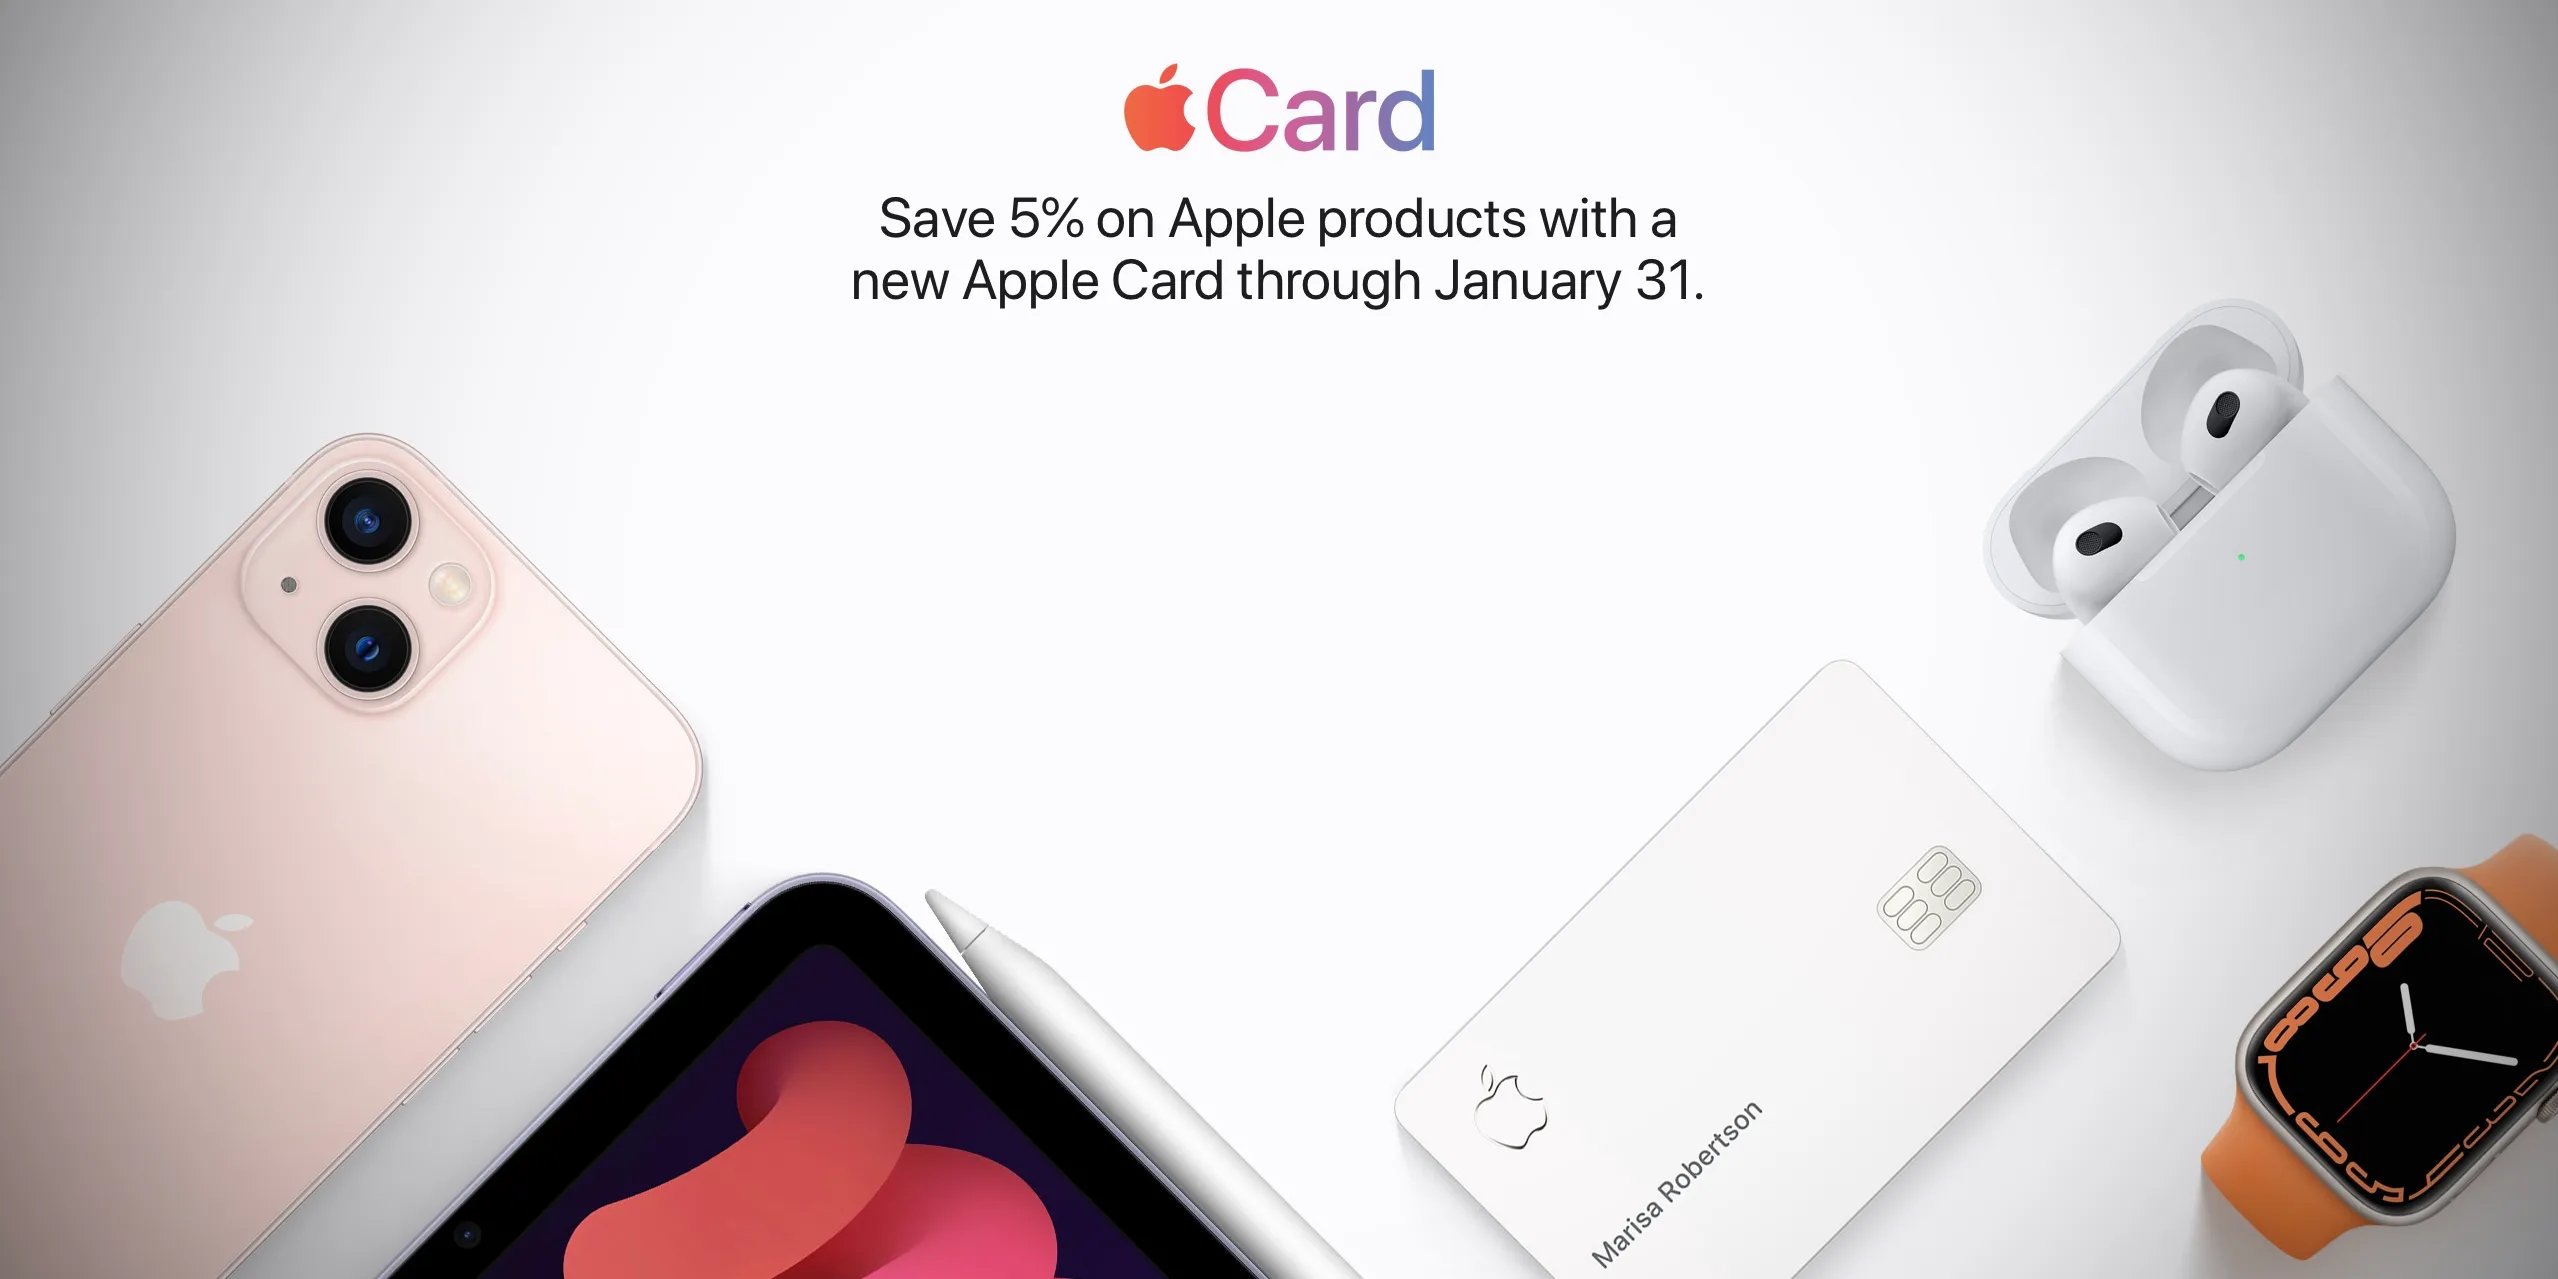 Card
Save 5% on Apple products with a
new Apple Card through January 31.
Marisa Robertson